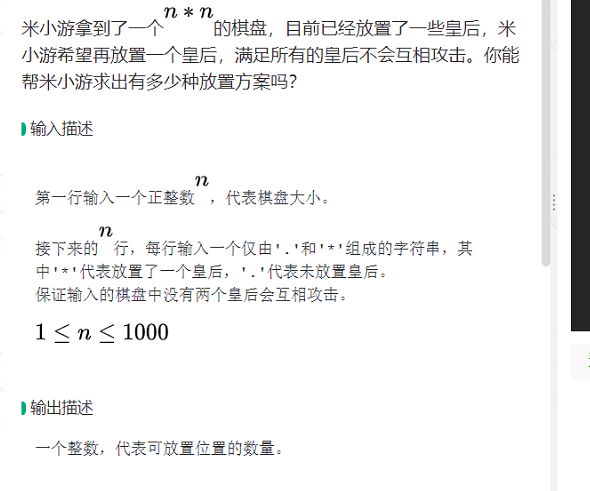 米小游拿到了一个n * n的棋盘，目前已经放置了一些皇后，米
小游希望再放置一个皇后，满足所有的皇后不会互相攻击。你能
帮米小游求出有多少种放置方案吗？
输入描述
第一行输入一个正整数n，代表棋盘大小。
接下来的n行，每行输入一个仅由'.'和'*'组成的字符串，其
中'*'代表放置了一个皇后，'.'代表未放置皇后。
保证输入的棋盘中没有两个皇后会互相攻击。
1 ≤ n ≤ 1000
输出描述
一个整数，代表可放置位置的数量。